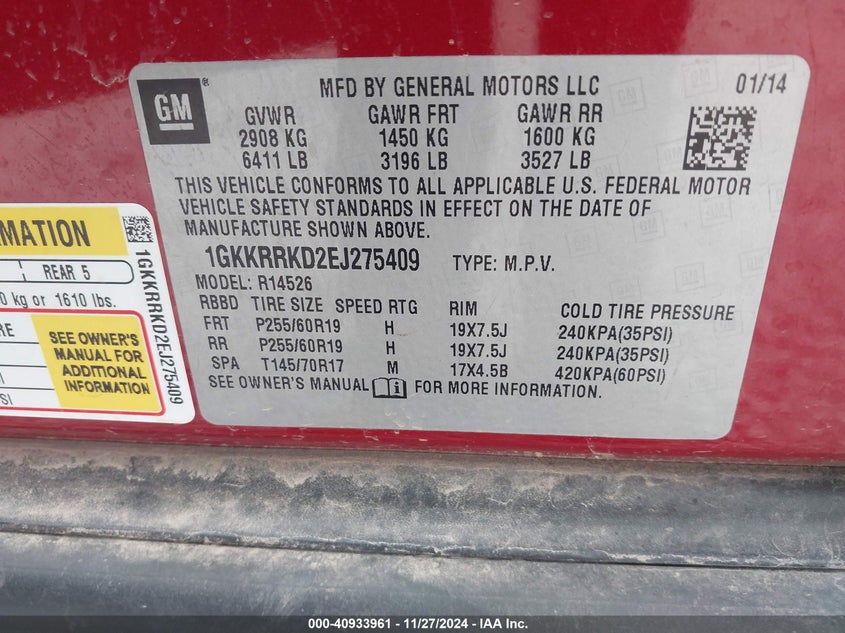 GM
MFD BY GENERAL MOTORS LLC
01/14
GVWR GAWR FRT GAWR RR
2908 KG 1450 KG 1600 KG
6411 LB 3196 LB 3527 LB
THIS VEHICLE CONFORMS TO ALL APPLICABLE U.S. FEDERAL MOTOR
VEHICLE SAFETY STANDARDS IN EFFECT ON THE DATE OF
MANUFACTURE SHOWN ABOVE.
1GKKRRKD2EJ275409 TYPE: M.P.V.
MODEL: R14526
RBBD TIRE SIZE SPEED RTG RIM COLD TIRE PRESSURE
FRT P255/60R19 H 19X7.5J 240KPA(35PSI)
RR P255/60R19 H 19X7.5J 240KPA(35PSI)
SPA T145/70R17 M 17X4.5B 420KPA(60PSI)
SEE OWNER'S MANUAL FOR MORE INFORMATION.
REAR 5
kg or 1610 lbs.
SEE OWNER'S
MANUAL FOR
ADDITIONAL
INFORMATION
1GKKRRKD2EJ275409
000-40933961 - 11/27/2024 - IAA Inc.